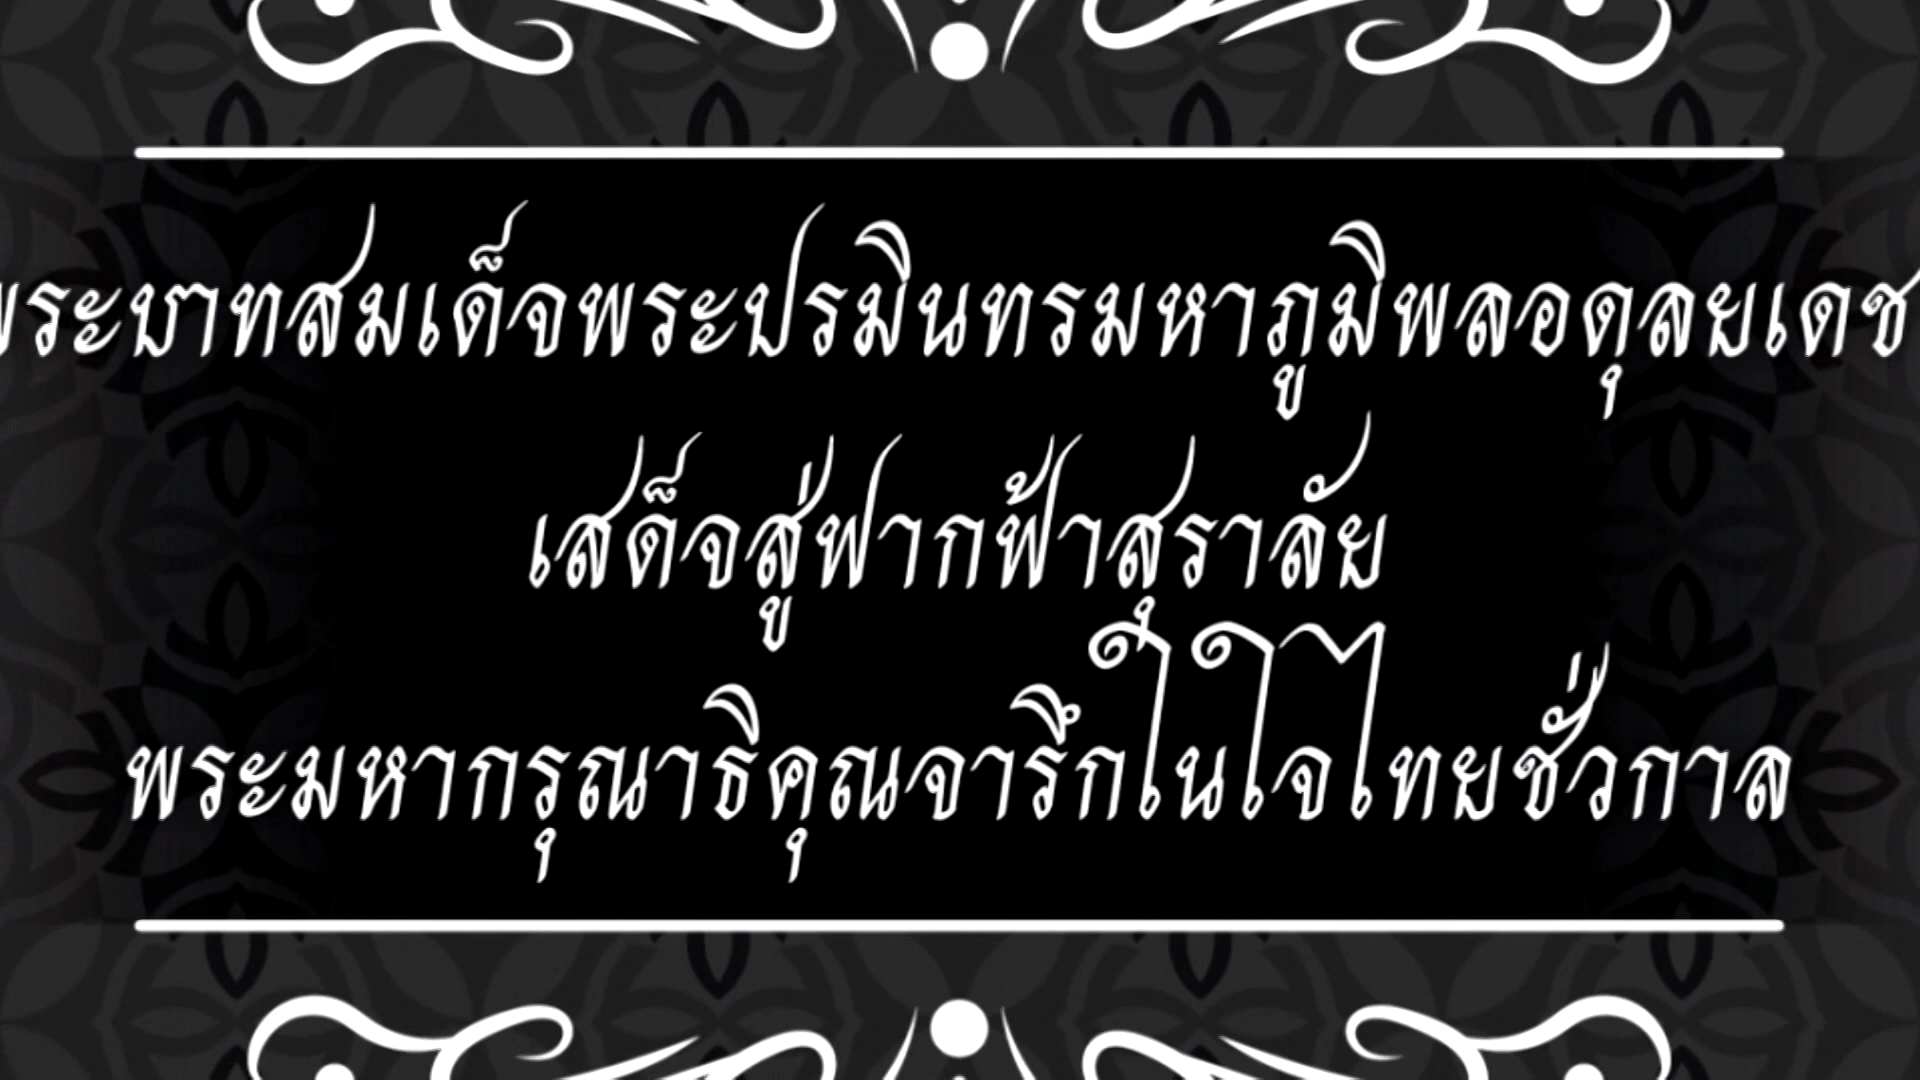 พระบาทสมเด็จพระปรมินทรมหาภูมิพลอดุลยเดช
เสด็จสู่ฟากฟ้าสุราลัย
พระมหากรุณาธิคุณจารึกในใจไทยชั่วกาล